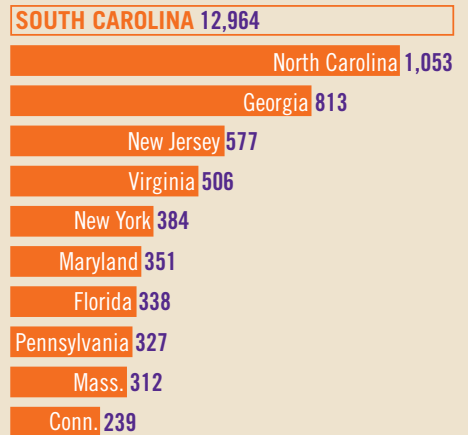 SOUTH CAROLINA 12,964
North Carolina 1,053
Georgia 813
New Jersey 577
Virginia 506
New York 384
Maryland 351
Florida 338
Pennsylvania 327
Mass. 312
Conn. 239